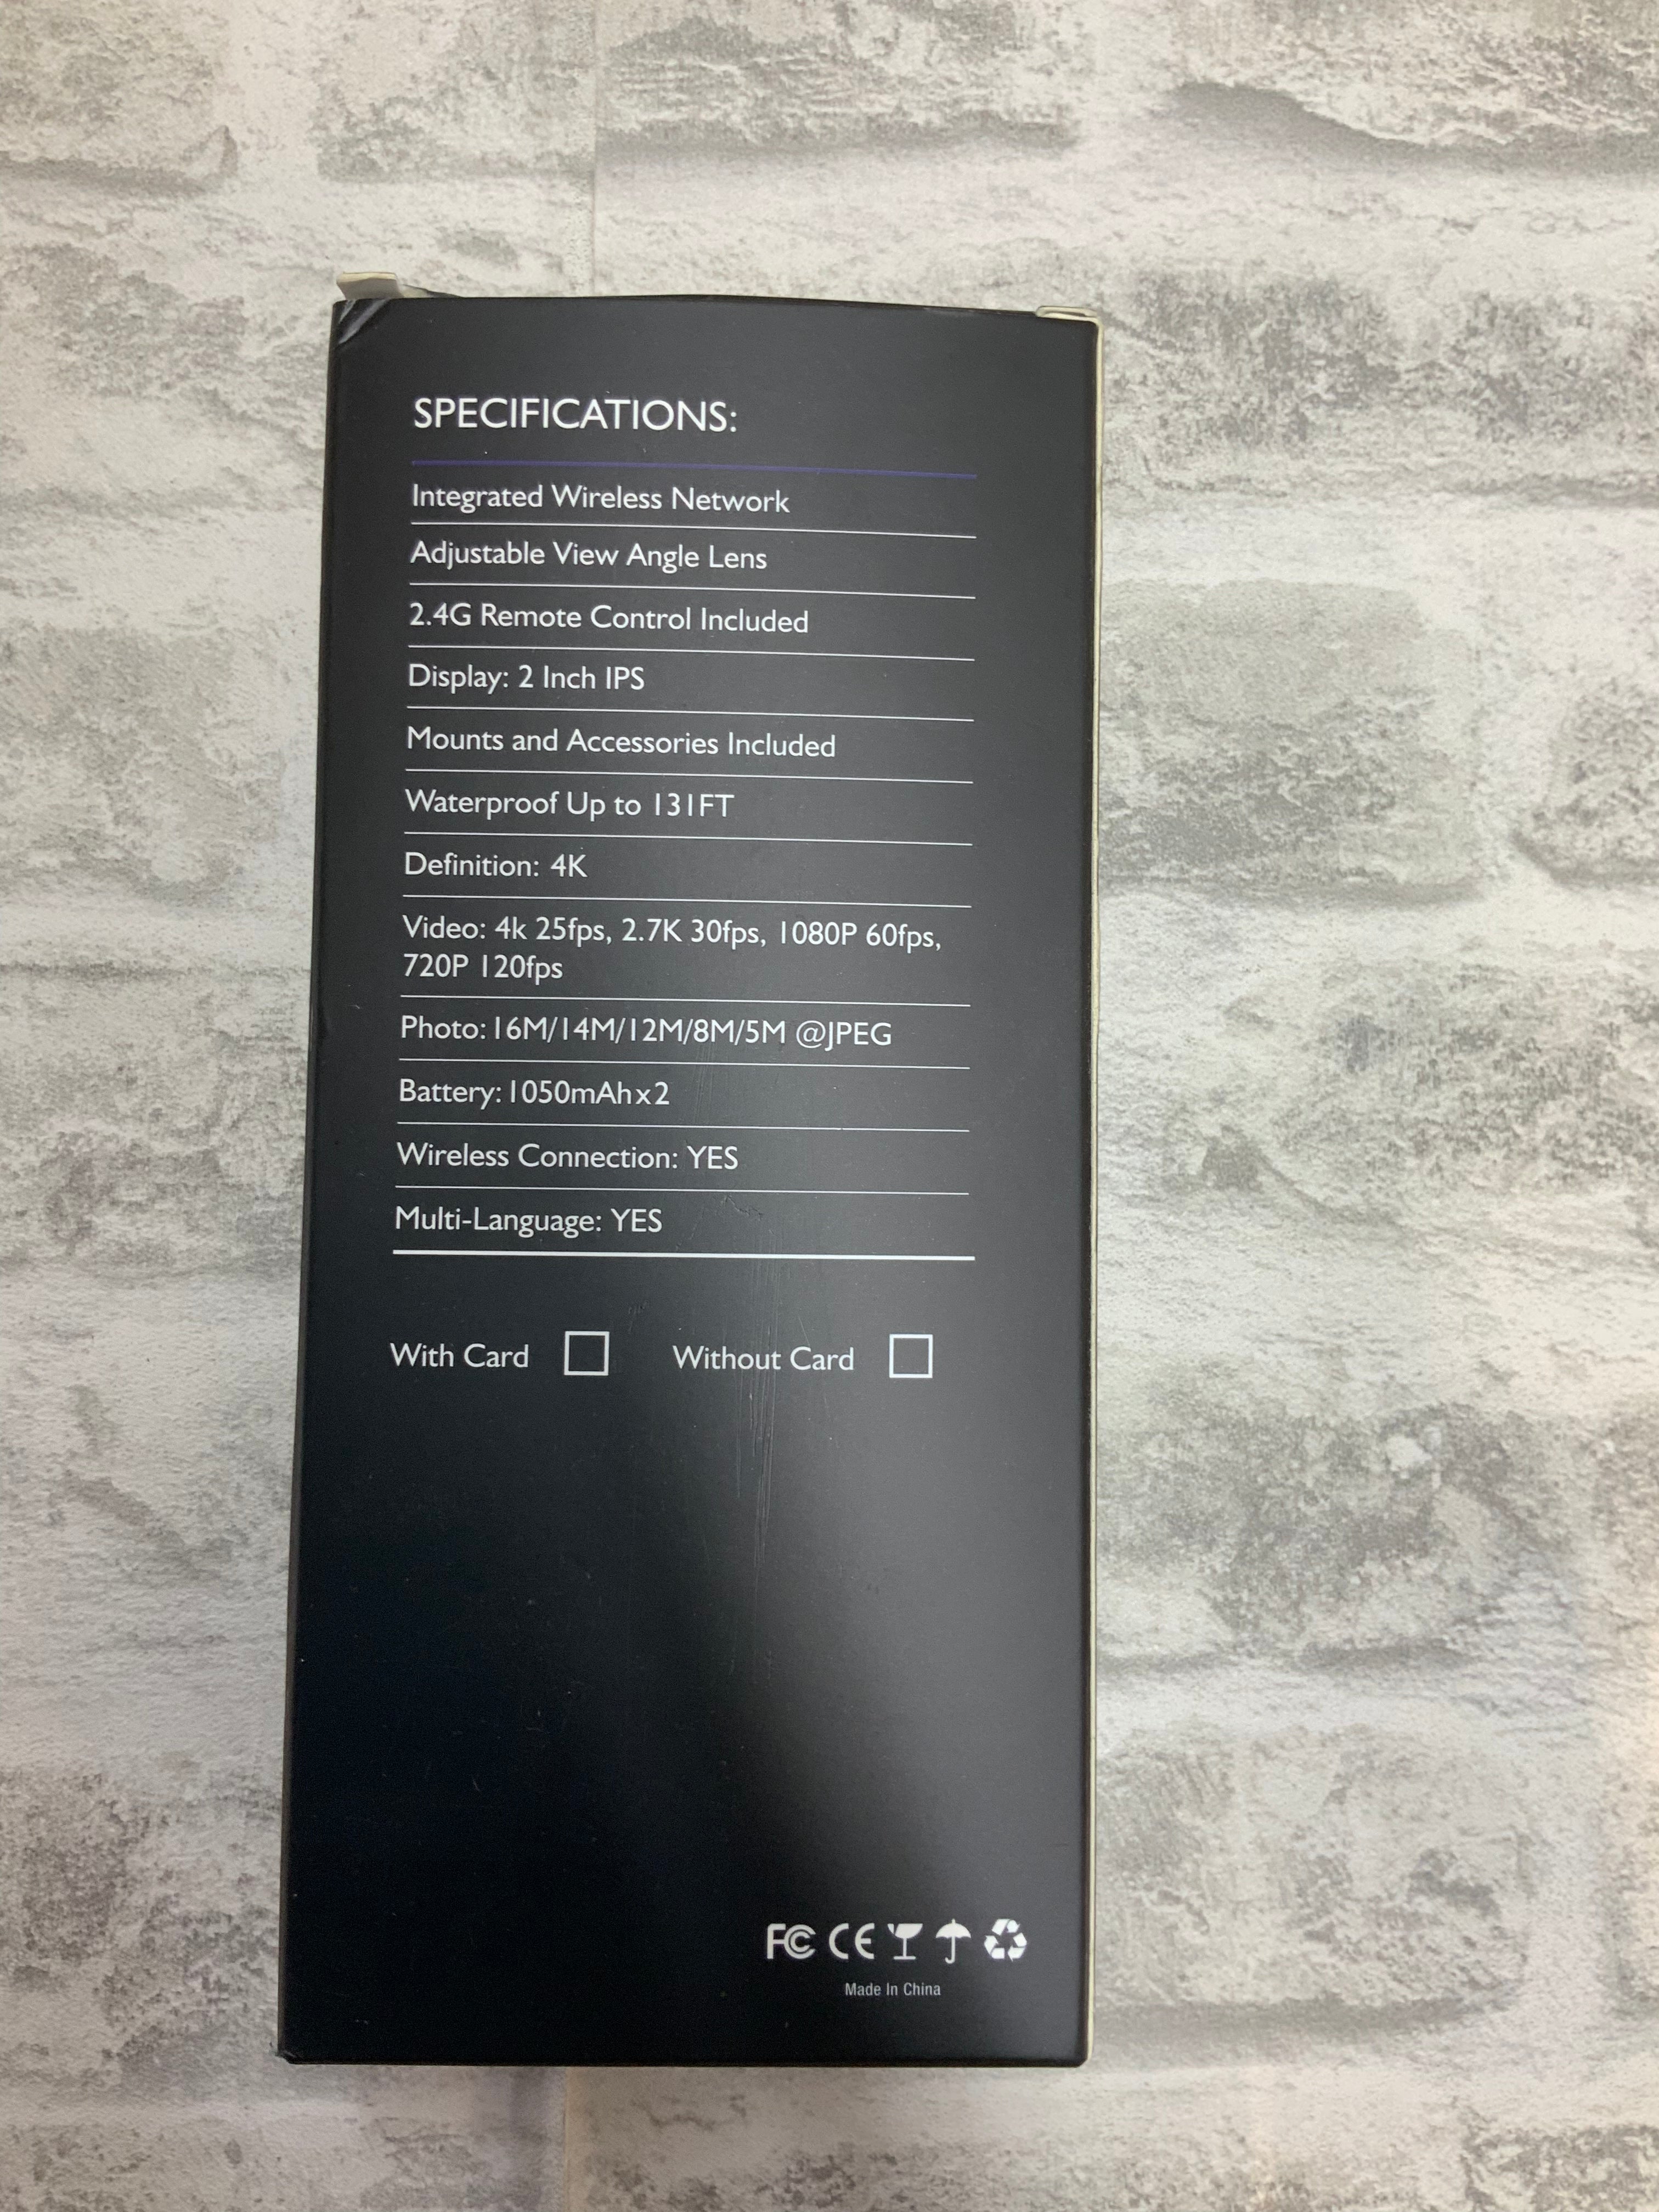 SPECIFICATIONS:
Integrated Wireless Network
Adjustable View Angle Lens
2.4G Remote Control Included
Display: 2 Inch IPS
Mounts and Accessories Included
Waterproof Up to 131FT
Definition: 4K
Video: 4k 25fps, 2.7K 30fps, 1080P 60fps,
720P 120fps
Photo: 16M/14M/12M/8M/5M @JPEG
Battery: 1050mAhx2
Wireless Connection: YES
Multi-Language: YES
With Card Without Card
FC CE
Made In China